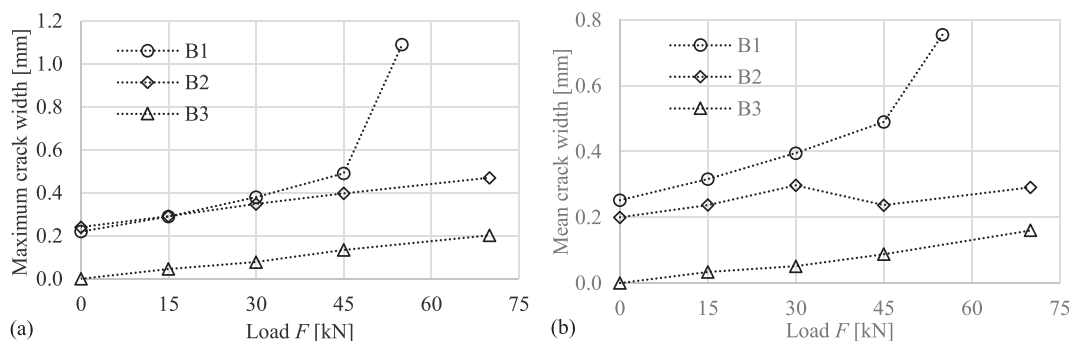 Maximum crack width [mm]
1.2
1.0
0.8
0.6
0.4
0.2
0.0
B1
B2
B3
0
15
30
45
60
75
(a)
Load F [kN]
Mean crack width [mm]
0.8
0.6
0.4
0.2
0.0
B1
B2
B3
0
15
30
45
60
75
(b)
Load F [kN]